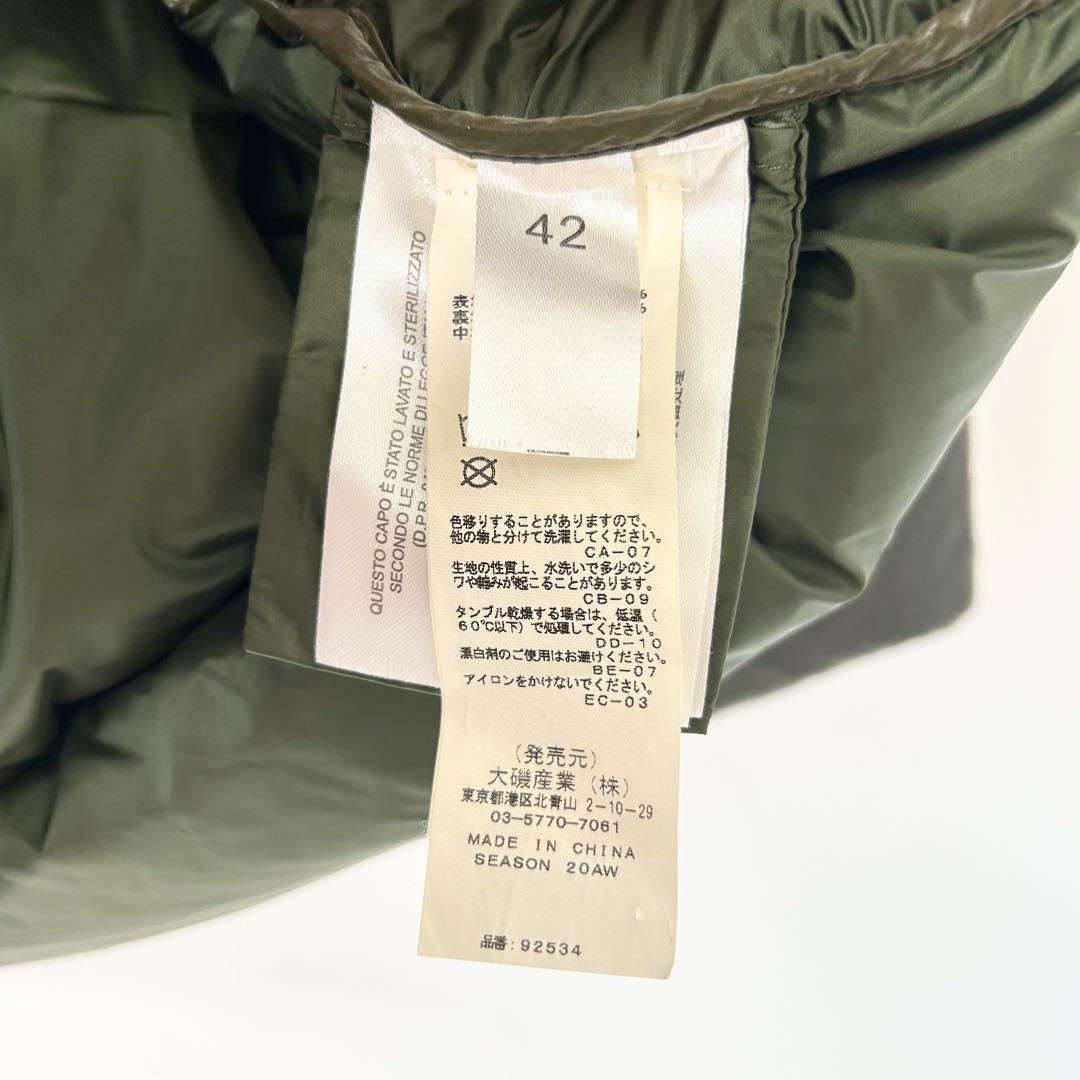 42
QUESTO CAPO È STATO LAVATO E STERILIZZATO
SECONDO LE NORME DI LEGGE
(D.P.R.
表
裏
中
%
%
色移りすることがありますので、
他の物と分けて洗濯してください。
CA-07
生地の性質上、水洗いで多少のシ
ワや縮みが起こることがあります。
CB-09
タンブル乾燥する場合は、低温(
60℃以下)で処理してください。
DD-10
漂白剤のご使用はお避けください。
BE-07
アイロンをかけないでください。
EC-03
(発売元)
大磯産業(株)
東京都港区北青山 2-10-29
03-5770-7061
MADE IN CHINA
SEASON 20AW
品番:92534